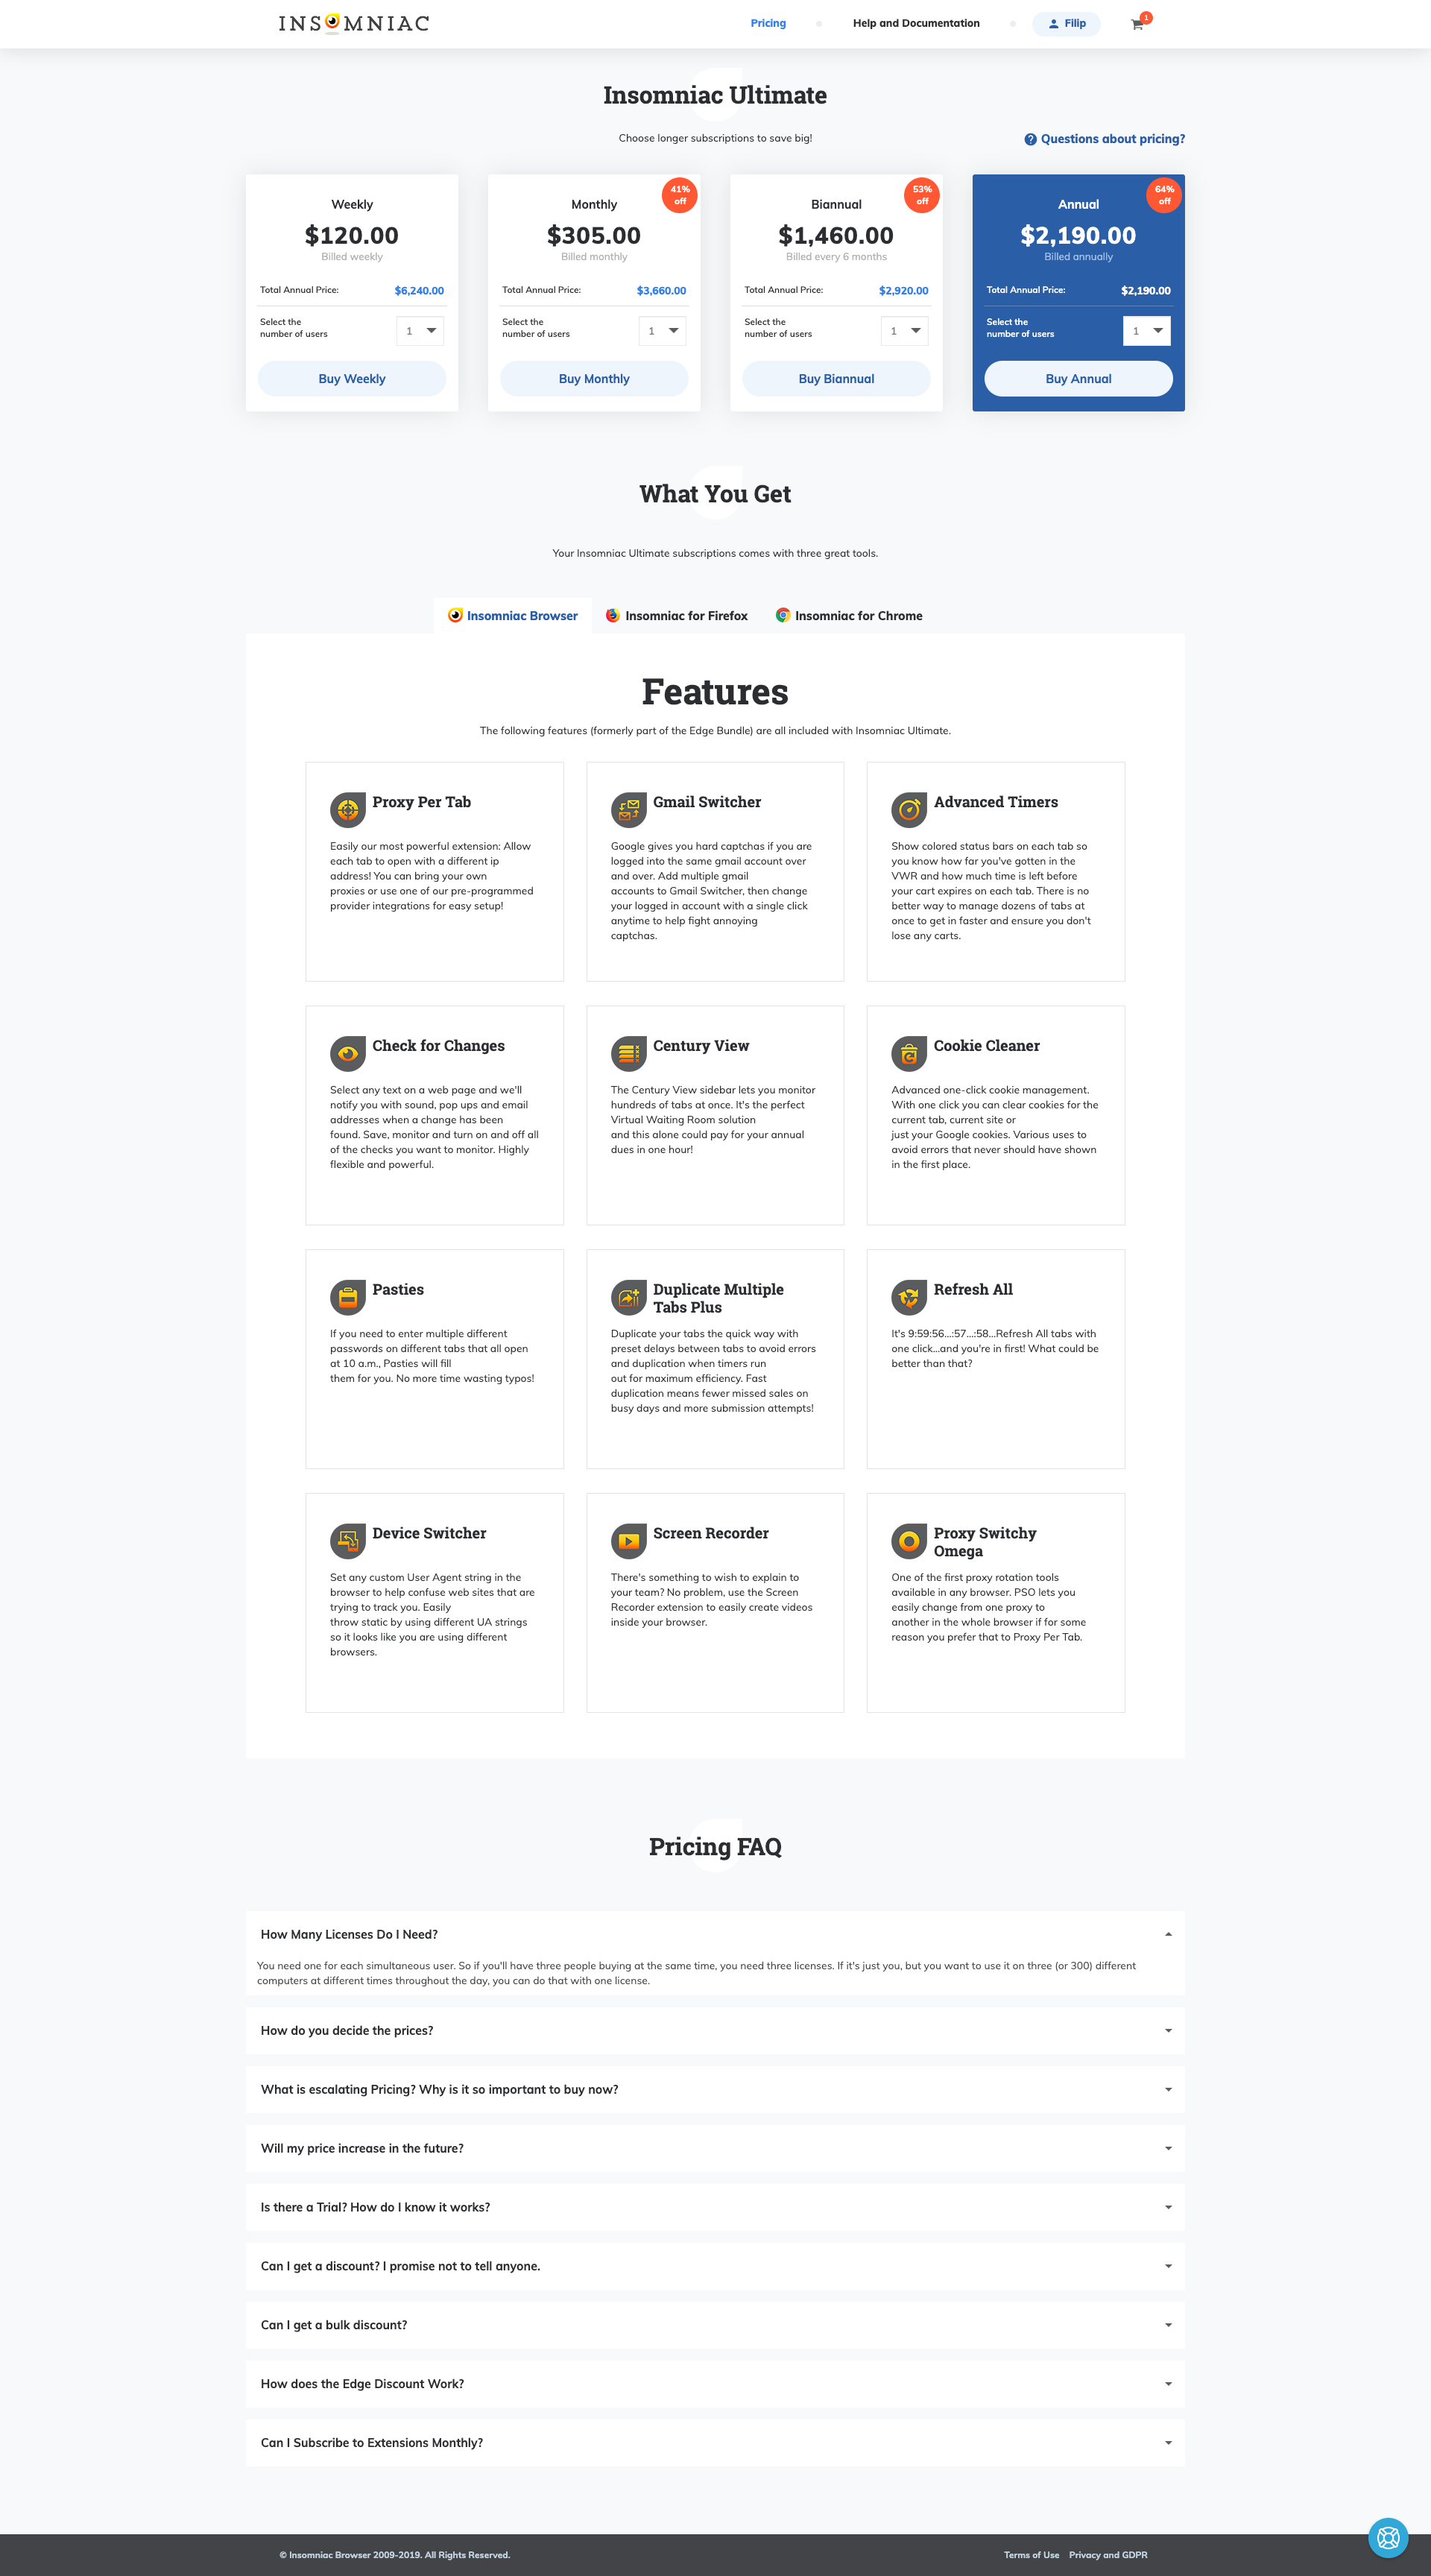 INSOMNIAC
Pricing
Help and Documentation
Filip
1
Insomniac Ultimate
Choose longer subscriptions to save big!
Questions about pricing?
Weekly
$120.00
Billed weekly
Total Annual Price: $6,240.00
Select the
number of users
1
Buy Weekly
41%
off
Monthly
$305.00
Billed monthly
Total Annual Price: $3,660.00
Select the
number of users
1
Buy Monthly
53%
off
Biannual
$1,460.00
Billed every 6 months
Total Annual Price: $2,920.00
Select the
number of users
1
Buy Biannual
64%
off
Annual
$2,190.00
Billed annually
Total Annual Price: $2,190.00
Select the
number of users
1
Buy Annual
What You Get
Your Insomniac Ultimate subscriptions comes with three great tools.
Insomniac Browser
Insomniac for Firefox
Insomniac for Chrome
Features
The following features (formerly part of the Edge Bundle) are all included with Insomniac Ultimate.
Proxy Per Tab
Easily our most powerful extension: Allow
each tab to open with a different ip
address! You can bring your own
proxies or use one of our pre-programmed
provider integrations for easy setup!
Gmail Switcher
Google gives you hard captchas if you are
logged into the same gmail account over
and over. Add multiple gmail
accounts to Gmail Switcher, then change
your logged in account with a single click
anytime to help fight annoying
captchas.
Advanced Timers
Show colored status bars on each tab so
you know how far you've gotten in the
VWR and how much time is left before
your cart expires on each tab. There is no
better way to manage dozens of tabs at
once to get in faster and ensure you don't
lose any carts.
Check for Changes
Select any text on a web page and we'll
notify you with sound, pop ups and email
addresses when a change has been
found. Save, monitor and turn on and off all
of the checks you want to monitor. Highly
flexible and powerful.
Century View
The Century View sidebar lets you monitor
hundreds of tabs at once. It's the perfect
Virtual Waiting Room solution
and this alone could pay for your annual
dues in one hour!
Cookie Cleaner
Advanced one-click cookie management.
With one click you can clear cookies for the
current tab, current site or
just your Google cookies. Various uses to
avoid errors that never should have shown
in the first place.
Pasties
If you need to enter multiple different
passwords on different tabs that all open
at 10 a.m., Pasties will fill
them for you. No more time wasting typos!
Duplicate Multiple
Tabs Plus
Duplicate your tabs the quick way with
preset delays between tabs to avoid errors
and duplication when timers run
out for maximum efficiency. Fast
duplication means fewer missed sales on
busy days and more submission attempts!
Refresh All
It's 9:59:56...:57...:58...Refresh All tabs with
one click...and you're in first! What could be
better than that?
Device Switcher
Set any custom User Agent string in the
browser to help confuse web sites that are
trying to track you. Easily
throw static by using different UA strings
so it looks like you are using different
browsers.
Screen Recorder
There's something to wish to explain to
your team? No problem, use the Screen
Recorder extension to easily create videos
inside your browser.
Proxy Switchy
Omega
One of the first proxy rotation tools
available in any browser. PSO lets you
easily change from one proxy to
another in the whole browser if for some
reason you prefer that to Proxy Per Tab.
Pricing FAQ
How Many Licenses Do I Need?
You need one for each simultaneous user. So if you'll have three people buying at the same time, you need three licenses. If it's just you, but you want to use it on three (or 300) different
computers at different times throughout the day, you can do that with one license.
How do you decide the prices?
What is escalating Pricing? Why is it so important to buy now?
Will my price increase in the future?
Is there a Trial? How do I know it works?
Can I get a discount? I promise not to tell anyone.
Can I get a bulk discount?
How does the Edge Discount Work?
Can I Subscribe to Extensions Monthly?
© Insomniac Browser 2009-2019. All Rights Reserved.
Terms of Use
Privacy and GDPR